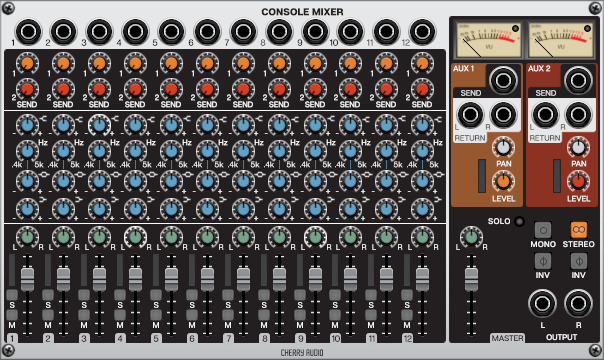 CONSOLE MIXER
1 2 3 4 5 6 7 8 9 10 11 12
1 1 1 1 1 1 1 1 1 1 1 1
2 2 2 2 2 2 2 2 2 2 2 2
SEND SEND SEND SEND SEND SEND SEND SEND SEND SEND SEND SEND
Hz Hz Hz Hz Hz Hz Hz Hz Hz Hz Hz Hz
.4k 5k .4k 5k .4k 5k .4k 5k .4k 5k .4k 5k .4k 5k .4k 5k .4k 5k .4k 5k .4k 5k .4k 5k
L R L R L R L R L R L R L R L R L R L R L R L R
S S S S S S S S S S S S
M M M M M M M M M M M M
1 2 3 4 5 6 7 8 9 10 11 12
VU VU
AUX 1 AUX 2
SEND SEND
L R L R
RETURN RETURN
PAN PAN
LEVEL LEVEL
SOLO
L R
MONO STEREO
INV INV
L R
MASTER OUTPUT
CHERRY AUDIO